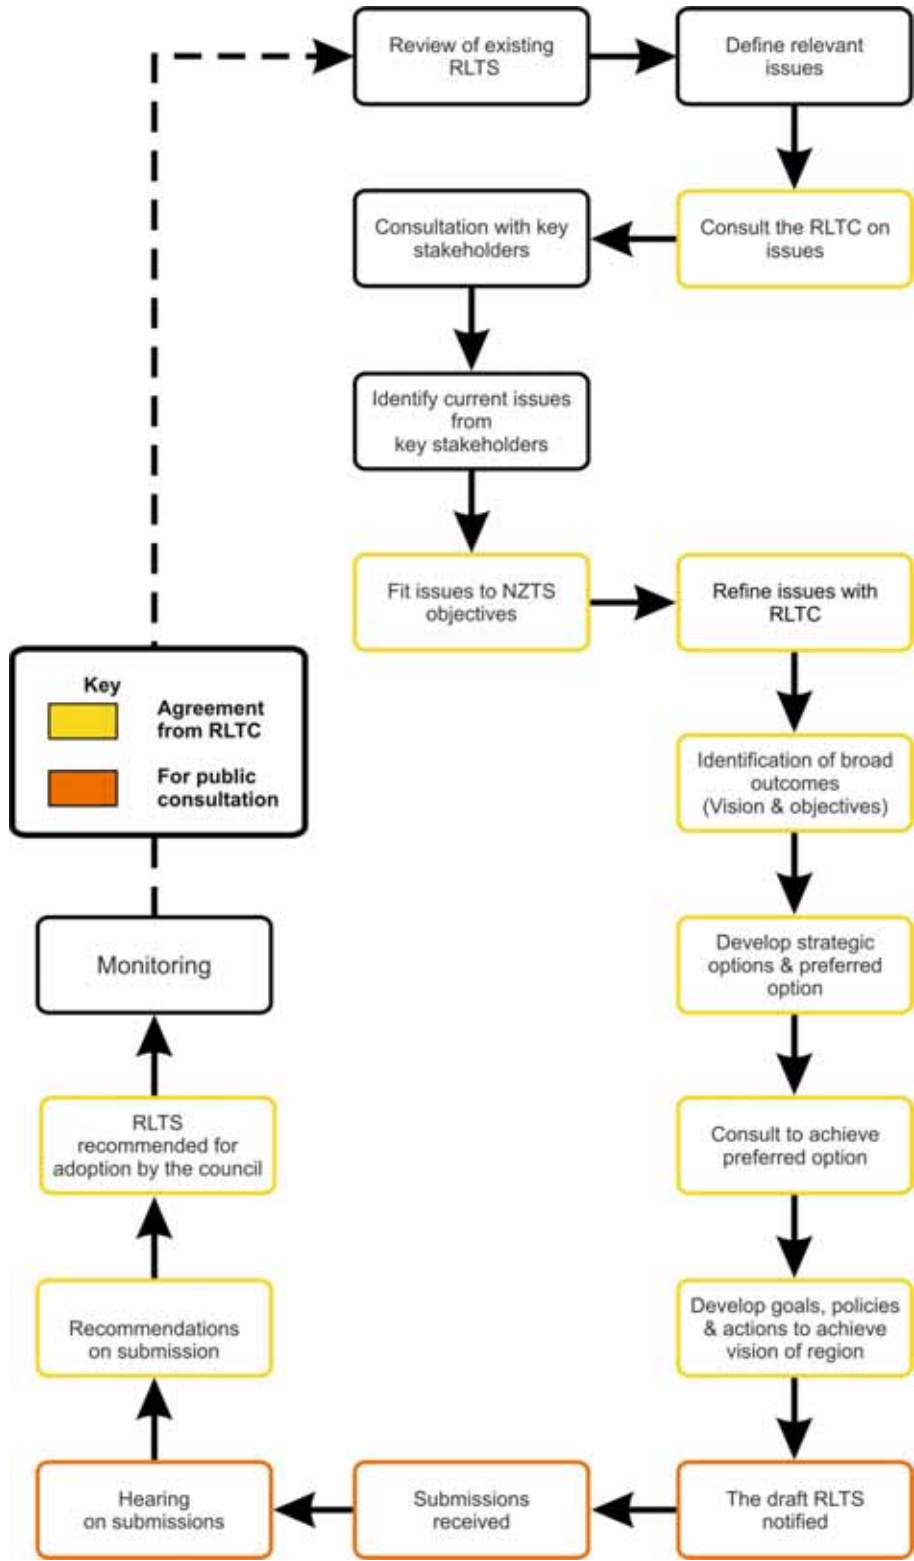 Review of existing
RLTS
Define relevant
issues
Consult the RLTC on
issues
Consultation with key
stakeholders
Identify current issues
from
key stakeholders
Fit issues to NZTS
objectives
Refine issues with
RLTC
Identification of broad
outcomes
(Vision & objectives)
Develop strategic
options & preferred
option
Consult to achieve
preferred option
Develop goals, policies
& actions to achieve
vision of region
The draft RLTS
notified
Submissions
received
Hearing
on submissions
Recommendations
on submission
RLTS
recommended for
adoption by the council
Monitoring
Key
Agreement
from RLTC
For public
consultation